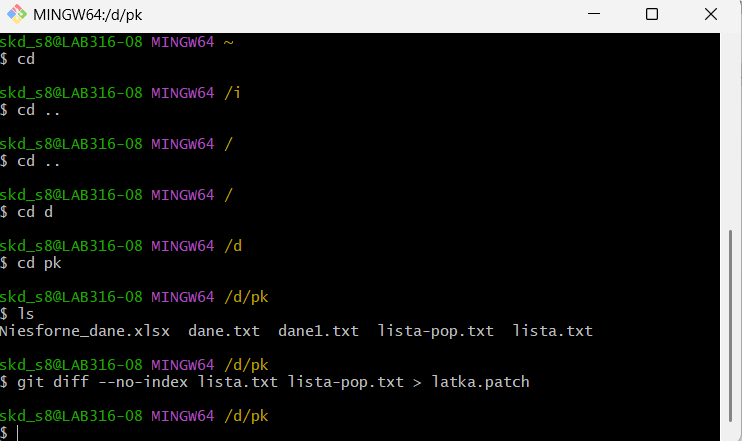 MINGW64:/d/pk
skd_s8@LAB316-08 MINGW64 ~
$ cd
skd_s8@LAB316-08 MINGW64 /i
$ cd ..
skd_s8@LAB316-08 MINGW64 /
$ cd ..
skd_s8@LAB316-08 MINGW64 /
$ cd d
skd_s8@LAB316-08 MINGW64 /d
$ cd pk
skd_s8@LAB316-08 MINGW64 /d/pk
$ ls
Niesforne_dane.xlsx  dane.txt  dane1.txt  lista-pop.txt  lista.txt
skd_s8@LAB316-08 MINGW64 /d/pk
$ git diff --no-index lista.txt lista-pop.txt > latka.patch
skd_s8@LAB316-08 MINGW64 /d/pk
$